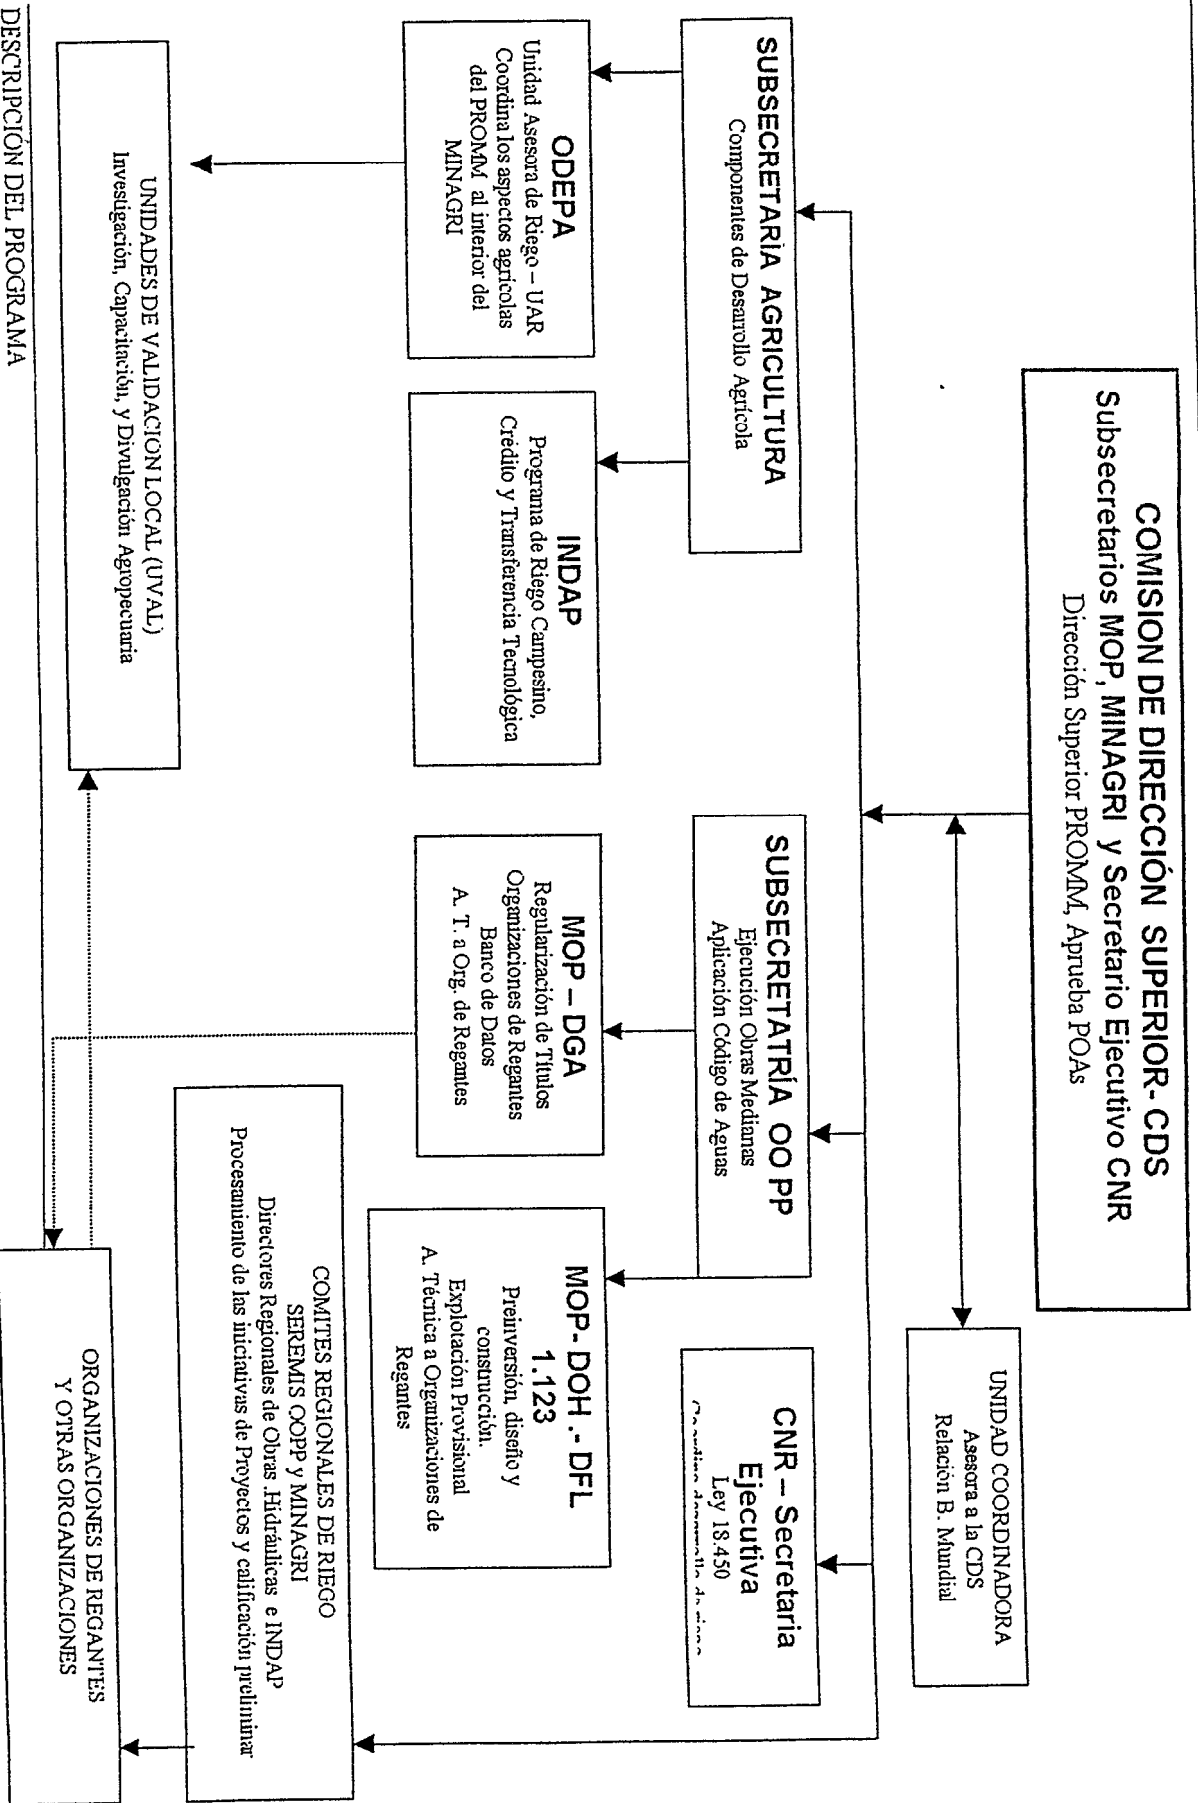 COMISION DE DIRECCIÓN SUPERIOR- CDS
Subsecretarios MOP, MINAGRI y Secretario Ejecutivo CNR
Dirección Superior PROMM, Aprueba POAs
UNIDAD COORDINADORA
Asesora a la CDS
Relación B. Mundial
SUBSECRETARIA AGRICULTURA
Componentes de Desarrollo Agrícola
SUBSECRETATRÍA OO PP
Ejecución Obras Medianas
Aplicación Código de Aguas
CNR – Secretaria
Ejecutiva
Ley 18.450
ODEPA
Unidad Asesora de Riego – UAR
Coordina los aspectos agrícolas
del PROMM al interior del
MINAGRI
INDAP
Programa de Riego Campesino,
Crédito y Transferencia Tecnológica
MOP – DGA
Regularización de Títulos
Organizaciones de Regantes
Banco de Datos
A. T. a Org. de Regantes
MOP- DOH .- DFL
1.123
Preinversión, diseño y
construcción.
Explotación Provisional
A. Técnica a Organizaciones de
Regantes
COMITES REGIONALES DE RIEGO
SEREMIS OOPP y MINAGRI
Directores Regionales de Obras .Hidráulicas e INDAP
Procesamiento de las iniciativas de Proyectos y calificación preliminar
UNIDADES DE VALIDACION LOCAL (UVAL)
Investigación, Capacitación, y Divulgación Agropecuaria
ORGANIZACIONES DE REGANTES
Y OTRAS ORGANIZACIONES
DESCRIPCIÓN DEL PROGRAMA